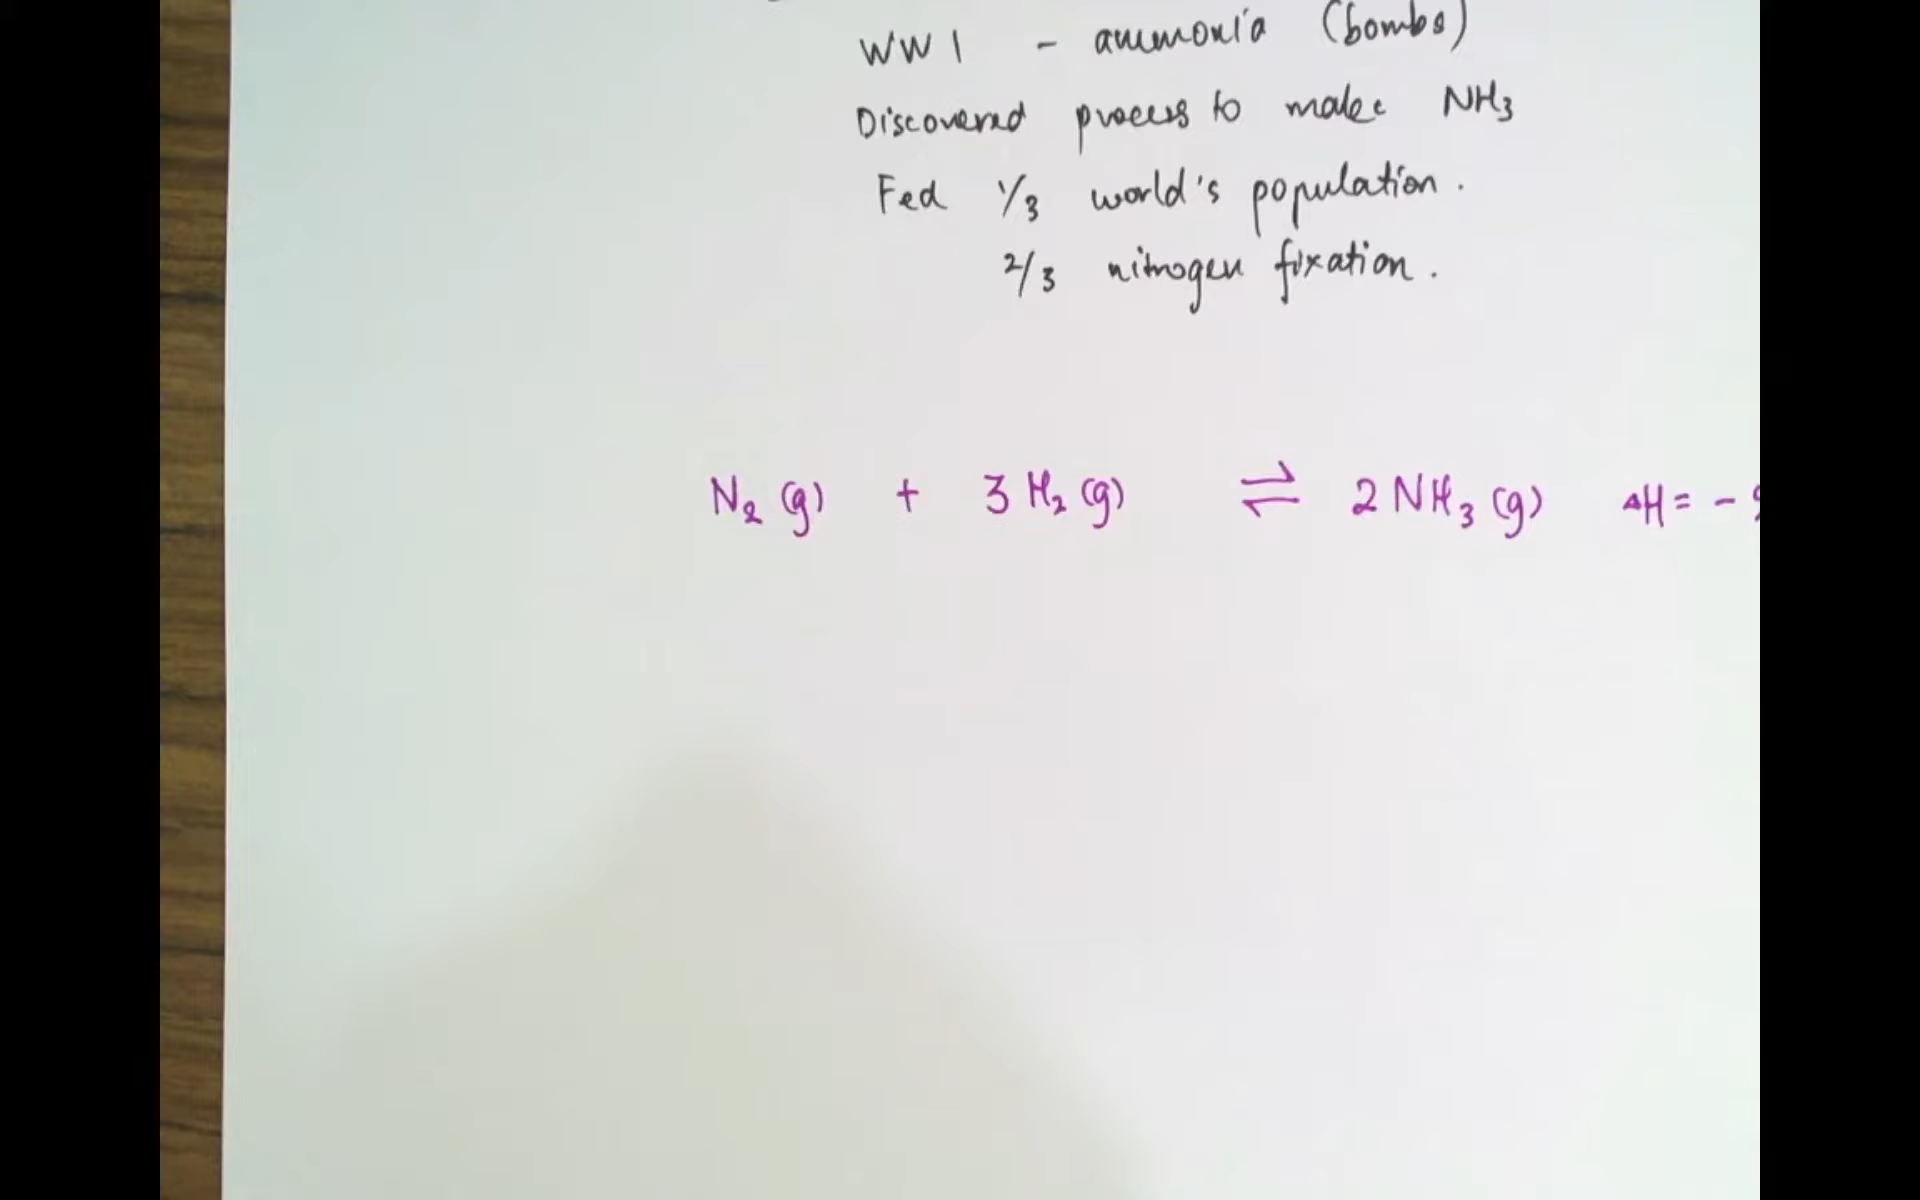 WW1 - ammonia (bombs)
Discovered process to make NH3
Fed 1/3 world's population.
2/3 nitrogen fixation.
N2 (g) + 3 H2 (g) ⇌ 2 NH3 (g) ΔH = -